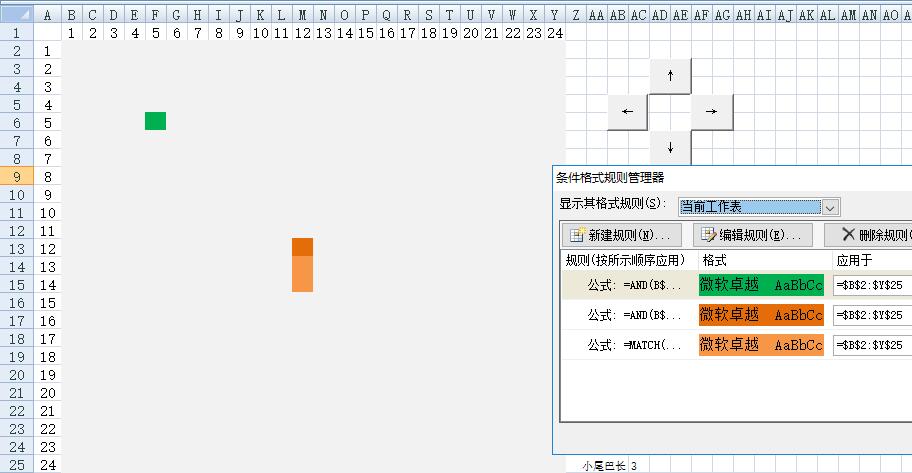 A B C D E F G H I J K L M N O P Q R S T U V W X Y Z AA AB AC AD AE AF AG AH AI AJ AK AL AM AN AO
1 1 2 3 4 5 6 7 8 9 10 11 12 13 14 15 16 17 18 19 20 21 22 23 24
2 1
3 2
↑
4 3
5 4
← →
6 5
7 6
↓
8 7
9 8
10 9
11 10
12 11
13 12
14 13
15 14
16 15
17 16
18 17
19 18
20 19
21 20
22 21
23 22
24 23
25 24
条件格式规则管理器
显示其格式规则(S): 当前工作表
新建规则(N)... 编辑规则(E)... 删除规则(
规则(按所示顺序应用) 格式 应用于
公式: =AND(B$... 微软卓越 AaBbCc =$B$2:$Y$25
公式: =AND(B$... 微软卓越 AaBbCc =$B$2:$Y$25
公式: =MATCH(... 微软卓越 AaBbCc =$B$2:$Y$25
小尾巴长 3